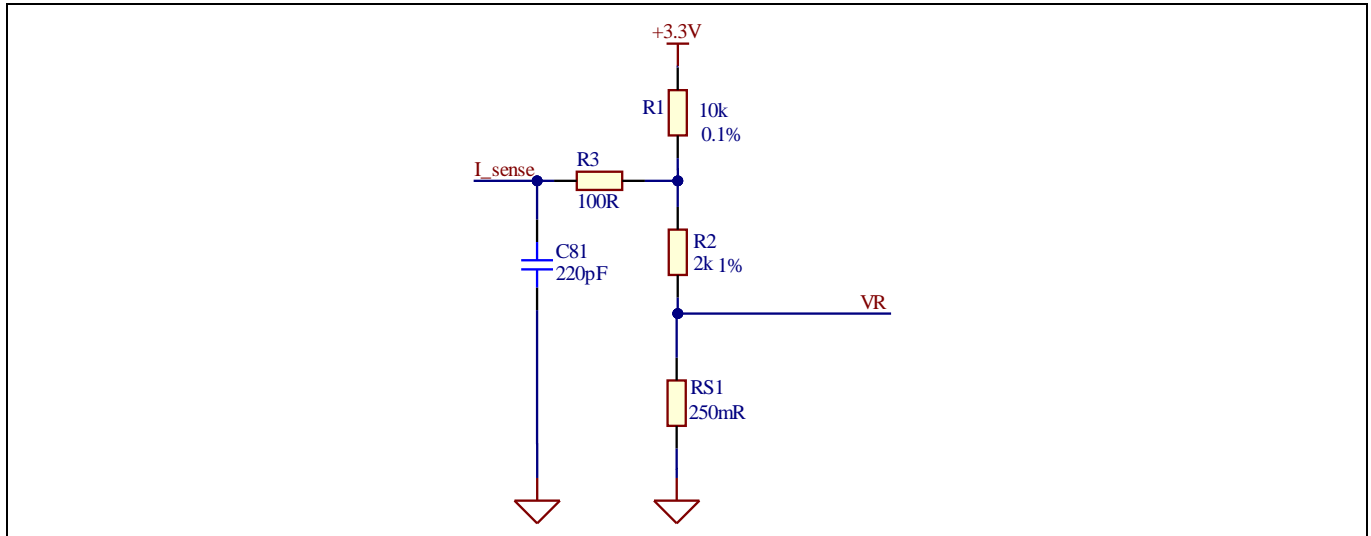 +3.3V
R1
10k
0.1%
I_sense
R3
100R
R2
2k 1%
C81
220pF
VR
RS1
250mR